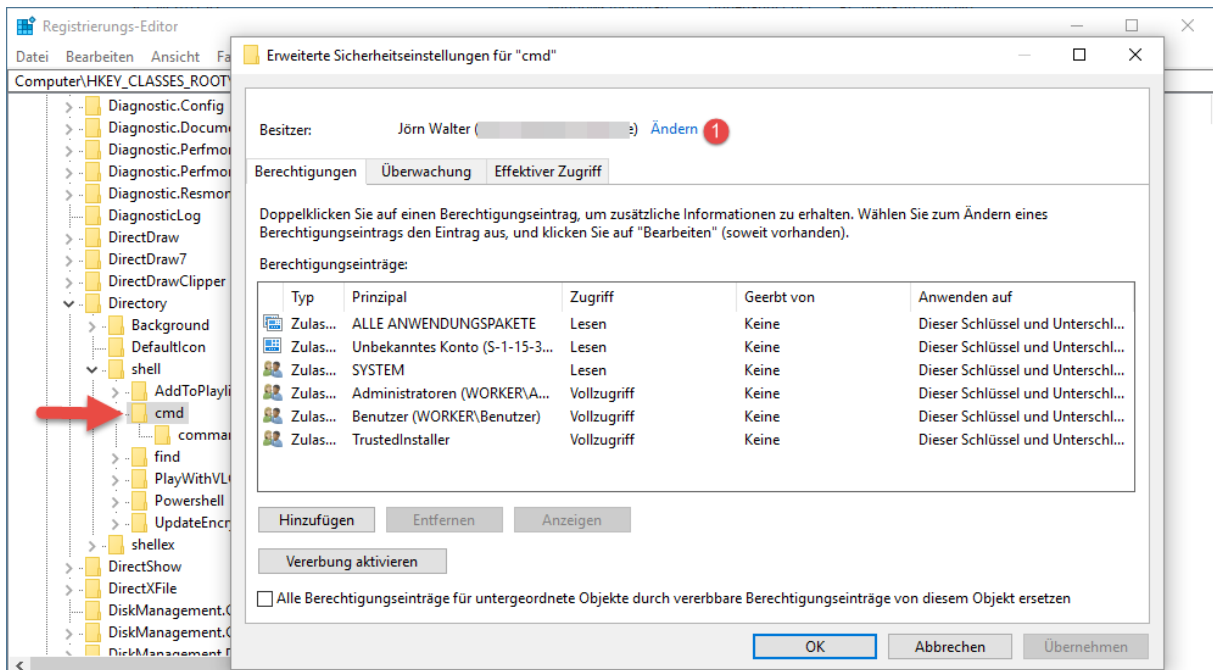 Registrierungs-Editor
Datei Bearbeiten Ansicht Fa
Computer\HKEY_CLASSES_ROOT\
Diagnostic.Config
Diagnostic.Docume
Diagnostic.Perfmon
Diagnostic.Perfmon
Diagnostic.Resmon
DiagnosticLog
DirectDraw
DirectDraw7
DirectDrawClipper
Directory
Background
DefaultIcon
shell
AddToPlayli
cmd
comman
find
PlayWithVLC
Powershell
UpdateEncr
shellex
DirectShow
DirectXFile
DiskManagement.C
DiskManagement.C
DiskManagement.D
Erweiterte Sicherheitseinstellungen für "cmd"
Besitzer: Jörn Walter ( e) Ändern 1
Berechtigungen Überwachung Effektiver Zugriff
Doppelklicken Sie auf einen Berechtigungseintrag, um zusätzliche Informationen zu erhalten. Wählen Sie zum Ändern eines
Berechtigungseintrags den Eintrag aus, und klicken Sie auf "Bearbeiten" (soweit vorhanden).
Berechtigungseinträge:
Typ Prinzipal Zugriff Geerbt von Anwenden auf
Zulas... ALLE ANWENDUNGSPAKETE Lesen Keine Dieser Schlüssel und Unterschl...
Zulas... Unbekanntes Konto (S-1-15-3... Lesen Keine Dieser Schlüssel und Unterschl...
Zulas... SYSTEM Lesen Keine Dieser Schlüssel und Unterschl...
Zulas... Administratoren (WORKER\A... Vollzugriff Keine Dieser Schlüssel und Unterschl...
Zulas... Benutzer (WORKER\Benutzer) Vollzugriff Keine Dieser Schlüssel und Unterschl...
Zulas... TrustedInstaller Vollzugriff Keine Dieser Schlüssel und Unterschl...
Hinzufügen Entfernen Anzeigen
Vererbung aktivieren
Alle Berechtigungseinträge für untergeordnete Objekte durch vererbbare Berechtigungseinträge von diesem Objekt ersetzen
OK Abbrechen Übernehmen